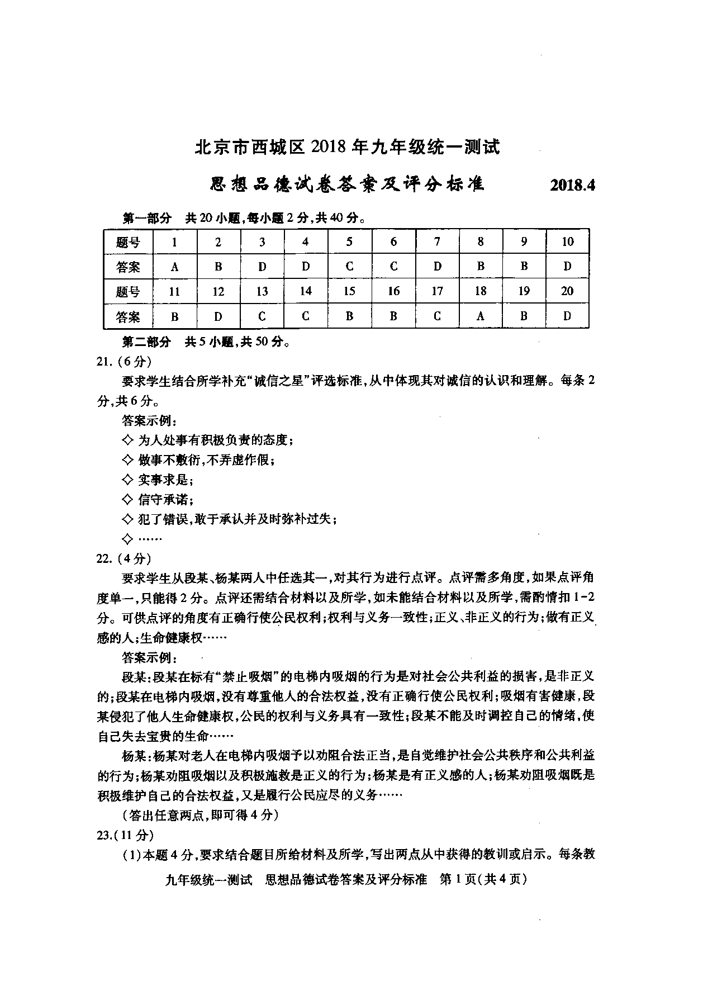 北京市西城区 2018 年九年级统一测试
思想品德试卷答案及评分标准 2018.4
第一部分 共 20 小题,每小题 2 分,共 40 分。
题号 1 2 3 4 5 6 7 8 9 10
答案 A B D D C C D B B D
题号 11 12 13 14 15 16 17 18 19 20
答案 B D C C B B C A B D
第二部分 共 5 小题,共 50 分。
21. (6 分)
要求学生结合所学补充“诚信之星”评选标准,从中体现其对诚信的认识和理解。每条 2
分,共 6 分。
答案示例:
◇ 为人处事有积极负责的态度;
◇ 做事不敷衍,不弄虚作假;
◇ 实事求是;
◇ 信守承诺;
◇ 犯了错误,敢于承认并及时弥补过失;
◇ ……
22. (4 分)
要求学生从段某、杨某两人中任选其一,对其行为进行点评。点评需多角度,如果点评角
度单一,只能得 2 分。点评还需结合材料以及所学,如未能结合材料以及所学,需酌情扣 1-2
分。可供点评的角度有正确行使公民权利;权利与义务一致性;正义、非正义的行为;做有正义
感的人;生命健康权……
答案示例:
段某:段某在标有“禁止吸烟”的电梯内吸烟的行为是对社会公共利益的损害,是非正义
的;段某在电梯内吸烟,没有尊重他人的合法权益,没有正确行使公民权利;吸烟有害健康,段
某侵犯了他人生命健康权,公民的权利与义务具有一致性;段某不能及时调控自己的情绪,使
自己失去宝贵的生命……
杨某:杨某对老人在电梯内吸烟予以劝阻合法正当,是自觉维护社会公共秩序和公共利益
的行为;杨某劝阻吸烟以及积极施救是正义的行为;杨某是有正义感的人;杨某劝阻吸烟既是
积极维护自己的合法权益,又是履行公民应尽的义务……
(答出任意两点,即可得 4 分)
23.(11 分)
(1)本题 4 分,要求结合题目所给材料及所学,写出两点从中获得的教训或启示。每条教
九年级统一测试 思想品德试卷答案及评分标准 第 1 页(共 4 页)